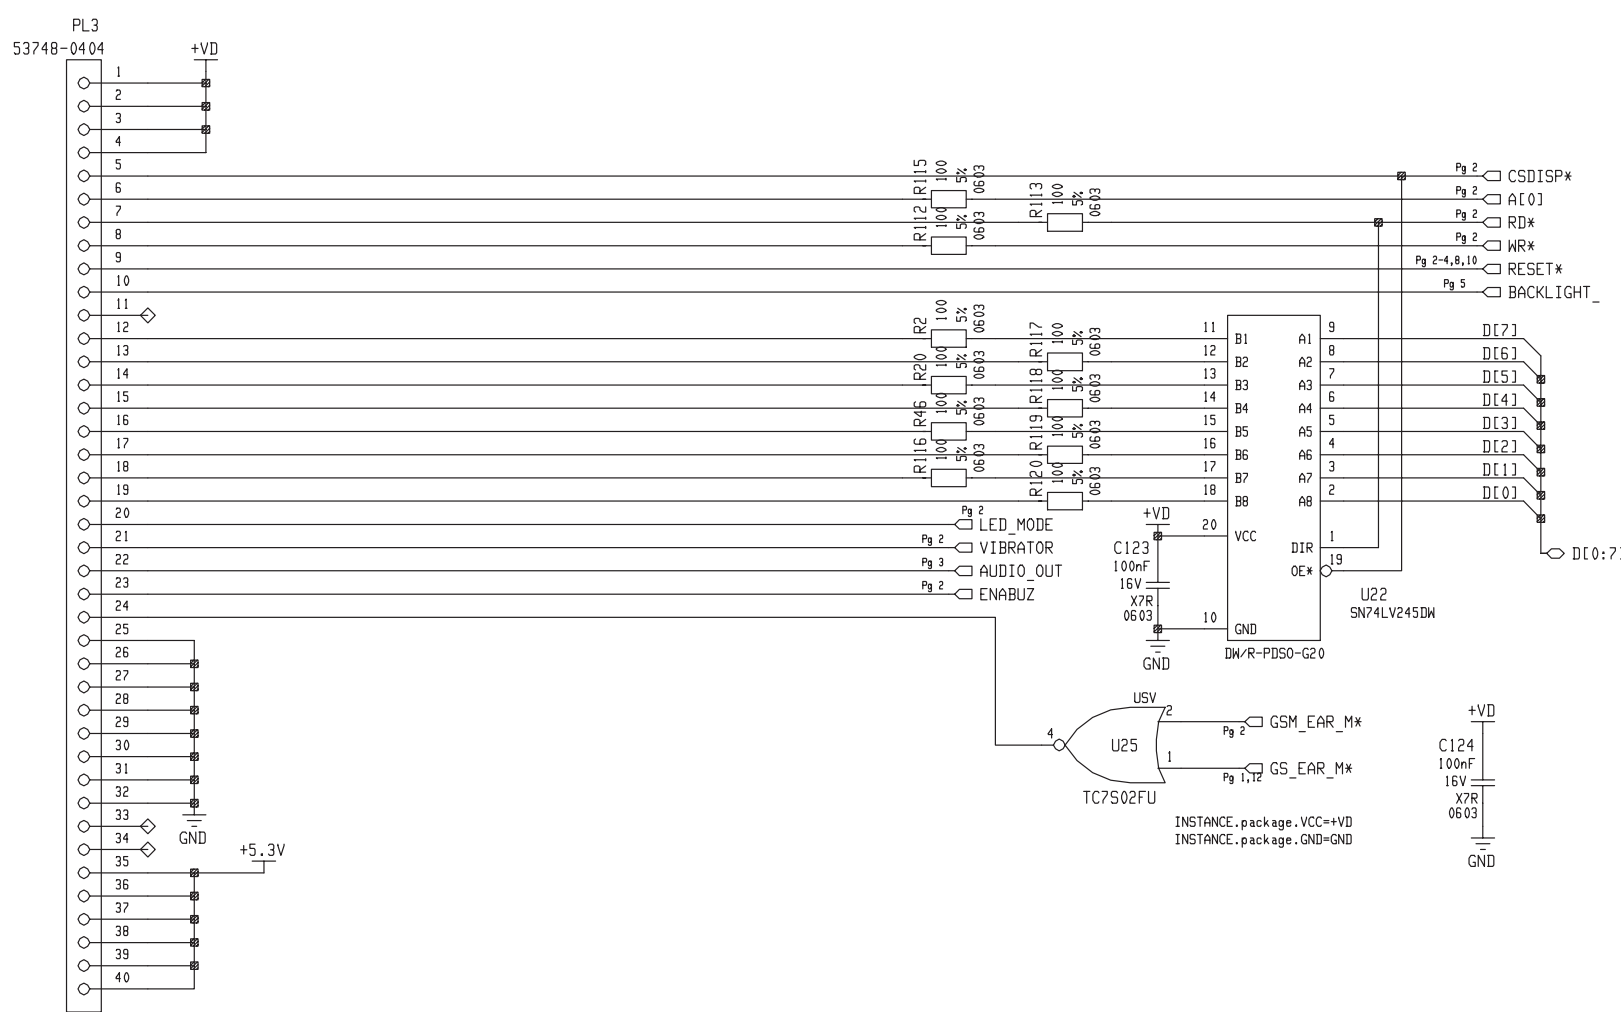 PL3
53748-0404
+VD
1
2
3
4
5
6
7
8
9
10
11
12
13
14
15
16
17
18
19
20
21
22
23
24
25
26
27
28
29
30
31
32
33
34
35
36
37
38
39
40
GND
+5.3V
R115 100 5% 0603
R112 100 5% 0603
R113 100 5% 0603
Pg 2 CSDISP*
Pg 2 A[0]
Pg 2 RD*
Pg 2 WR*
Pg 2-4,8,10 RESET*
Pg 5 BACKLIGHT_
R2 100 5% 0603
R20 100 5% 0603
R46 100 5% 0603
R116 100 5% 0603
R117 100 5% 0603
R118 100 5% 0603
R119 100 5% 0603
R120 100 5% 0603
11 B1 A1 9 D[7]
12 B2 A2 8 D[6]
13 B3 A3 7 D[5]
14 B4 A4 6 D[4]
15 B5 A5 5 D[3]
16 B6 A6 4 D[2]
17 B7 A7 3 D[1]
18 B8 A8 2 D[0]
20 VCC DIR 1
OE* 19
10 GND
D[0:7]
U22
SN74LV245DW
DW/R-PDSO-G20
+VD
C123
100nF
16V
X7R
0603
GND
Pg 2 LED_MODE
Pg 2 VIBRATOR
Pg 3 AUDIO_OUT
Pg 2 ENABUZ
USV
4 U25 2
1
TC7S02FU
Pg 2 GSM_EAR_M*
Pg 1,12 GS_EAR_M*
INSTANCE.package.VCC=+VD
INSTANCE.package.GND=GND
+VD
C124
100nF
16V
X7R
0603
GND